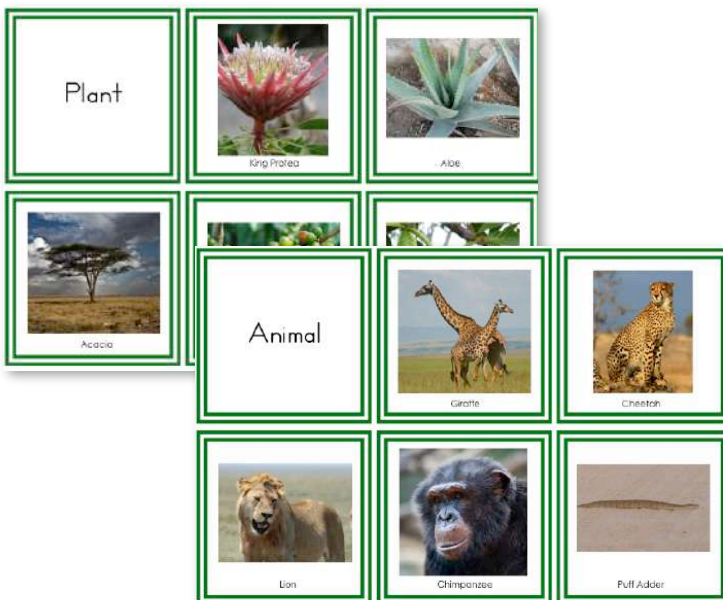 Plant
King Protea
Aloe
Acacia
Animal
Giraffe
Cheetah
Lion
Chimpanzee
Puff Adder